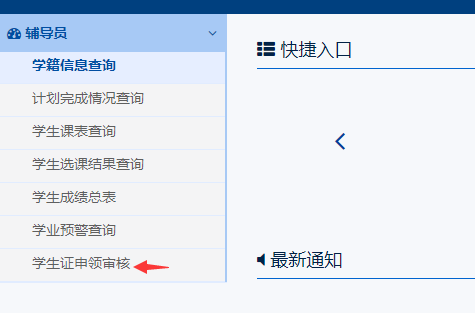 辅导员
学籍信息查询
计划完成情况查询
学生课表查询
学生选课结果查询
学生成绩总表
学业预警查询
学生证申领审核
快捷入口
最新通知